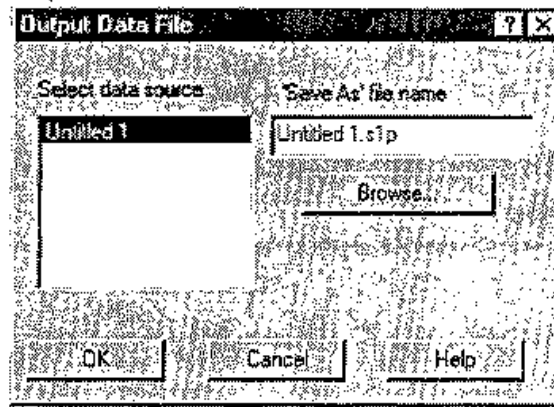 Output Data File
Select data source
'Save As' file name
Untitled 1
Untitled 1.s1p
Browse...
OK
Cancel
Help